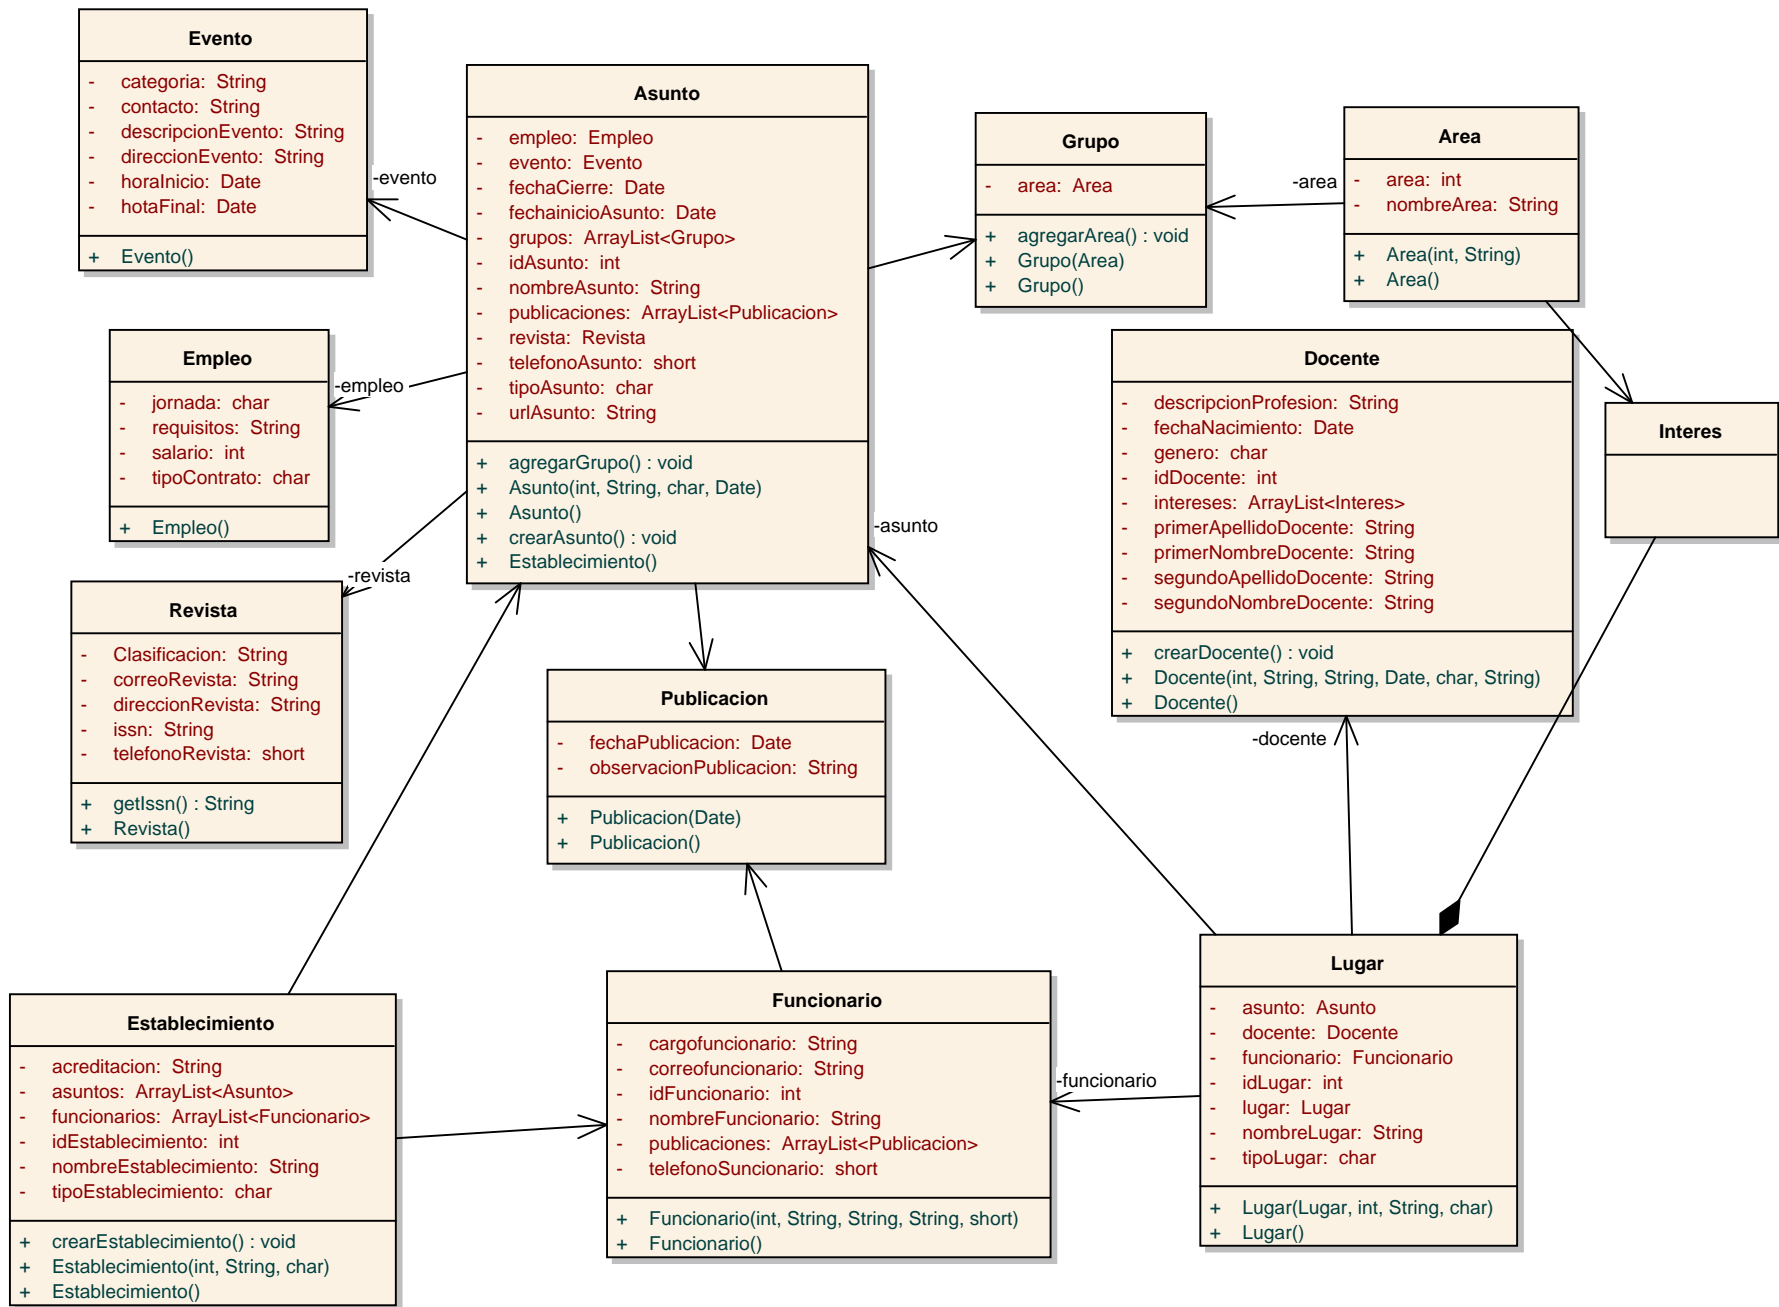 Evento
- categoria: String
- contacto: String
- descripcionEvento: String
- direccionEvento: String
- horaInicio: Date
- hotaFinal: Date
+ Evento()
-evento
Asunto
- empleo: Empleo
- evento: Evento
- fechaCierre: Date
- fechainicioAsunto: Date
- grupos: ArrayList<Grupo>
- idAsunto: int
- nombreAsunto: String
- publicaciones: ArrayList<Publicacion>
- revista: Revista
- telefonoAsunto: short
- tipoAsunto: char
- urlAsunto: String
+ agregarGrupo() : void
+ Asunto(int, String, char, Date)
+ Asunto()
+ crearAsunto() : void
+ Establecimiento()
Grupo
- area: Area
+ agregarArea() : void
+ Grupo(Area)
+ Grupo()
-area
Area
- area: int
- nombreArea: String
+ Area(int, String)
+ Area()
Empleo
- jornada: char
- requisitos: String
- salario: int
- tipoContrato: char
+ Empleo()
-empleo
Docente
- descripcionProfesion: String
- fechaNacimiento: Date
- genero: char
- idDocente: int
- intereses: ArrayList<Interes>
- primerApellidoDocente: String
- primerNombreDocente: String
- segundoApellidoDocente: String
- segundoNombreDocente: String
+ crearDocente() : void
+ Docente(int, String, String, Date, char, String)
+ Docente()
Interes
-asunto
-revista
Revista
- Clasificacion: String
- correoRevista: String
- direccionRevista: String
- issn: String
- telefonoRevista: short
+ getIssn() : String
+ Revista()
Publicacion
- fechaPublicacion: Date
- observacionPublicacion: String
+ Publicacion(Date)
+ Publicacion()
-docente
Establecimiento
- acreditacion: String
- asuntos: ArrayList<Asunto>
- funcionarios: ArrayList<Funcionario>
- idEstablecimiento: int
- nombreEstablecimiento: String
- tipoEstablecimiento: char
+ crearEstablecimiento() : void
+ Establecimiento(int, String, char)
+ Establecimiento()
Funcionario
- cargofuncionario: String
- correofuncionario: String
- idFuncionario: int
- nombreFuncionario: String
- publicaciones: ArrayList<Publicacion>
- telefonoSuncionario: short
+ Funcionario(int, String, String, String, short)
+ Funcionario()
-funcionario
Lugar
- asunto: Asunto
- docente: Docente
- funcionario: Funcionario
- idLugar: int
- lugar: Lugar
- nombreLugar: String
- tipoLugar: char
+ Lugar(Lugar, int, String, char)
+ Lugar()